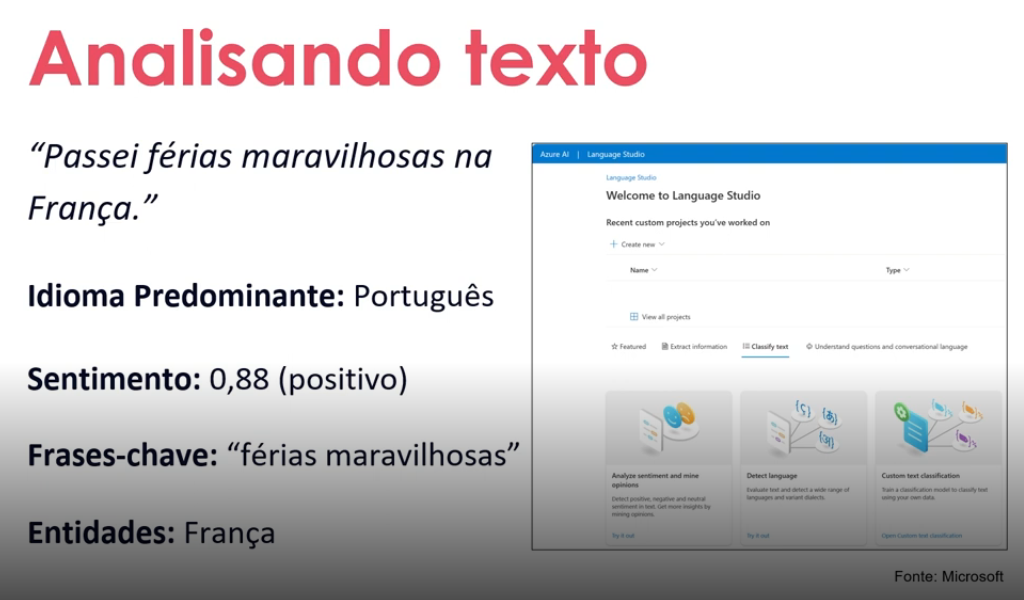 Analisando texto
“Passei férias maravilhosas na
França.”
Idioma Predominante: Português
Sentimento: 0,88 (positivo)
Frases-chave: “férias maravilhosas”
Entidades: França
Azure AI | Language Studio
Language Studio
Welcome to Language Studio
Recent custom projects you've worked on
Create new
Name
Type
View all projects
Featured
Extract information
Classify text
Understand questions and conversational language
Analyze sentiment and mine
opinions
Detect positive, negative and neutral
sentiment in text. Get more insights by
mining opinions.
Try it out
Detect language
Evaluate text and detect a wide range of
languages and variant dialects.
Try it out
Custom text classification
Train a classification model to classify text
using your own data.
Open Custom text classification
Fonte: Microsoft